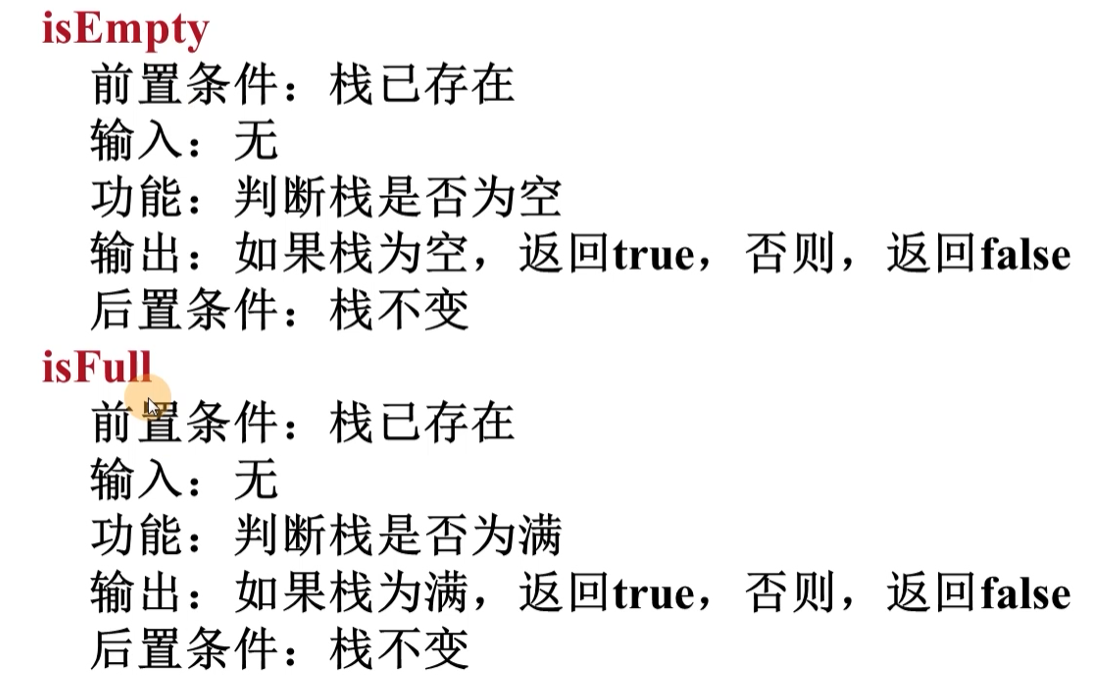 isEmpty
前置条件：栈已存在
输入：无
功能：判断栈是否为空
输出：如果栈为空，返回true，否则，返回false
后置条件：栈不变
isFull
前置条件：栈已存在
输入：无
功能：判断栈是否为满
输出：如果栈为满，返回true，否则，返回false
后置条件：栈不变